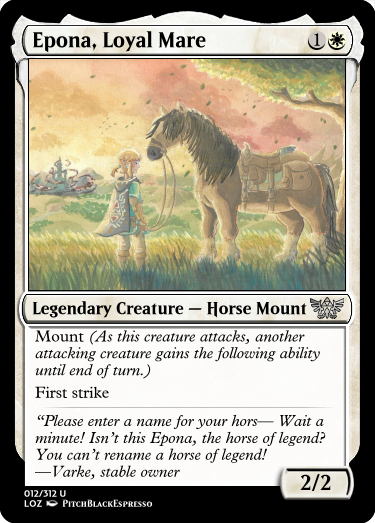 Epona, Loyal Mare 1
Legendary Creature — Horse Mount
Mount (As this creature attacks, another
attacking creature gains the following ability
until end of turn.)
First strike
“Please enter a name for your hors— Wait a
minute! Isn't this Epona, the horse of legend?
You can't rename a horse of legend!
—Varke, stable owner
2/2
012/312 U
LOZ PitchBlackEspresso